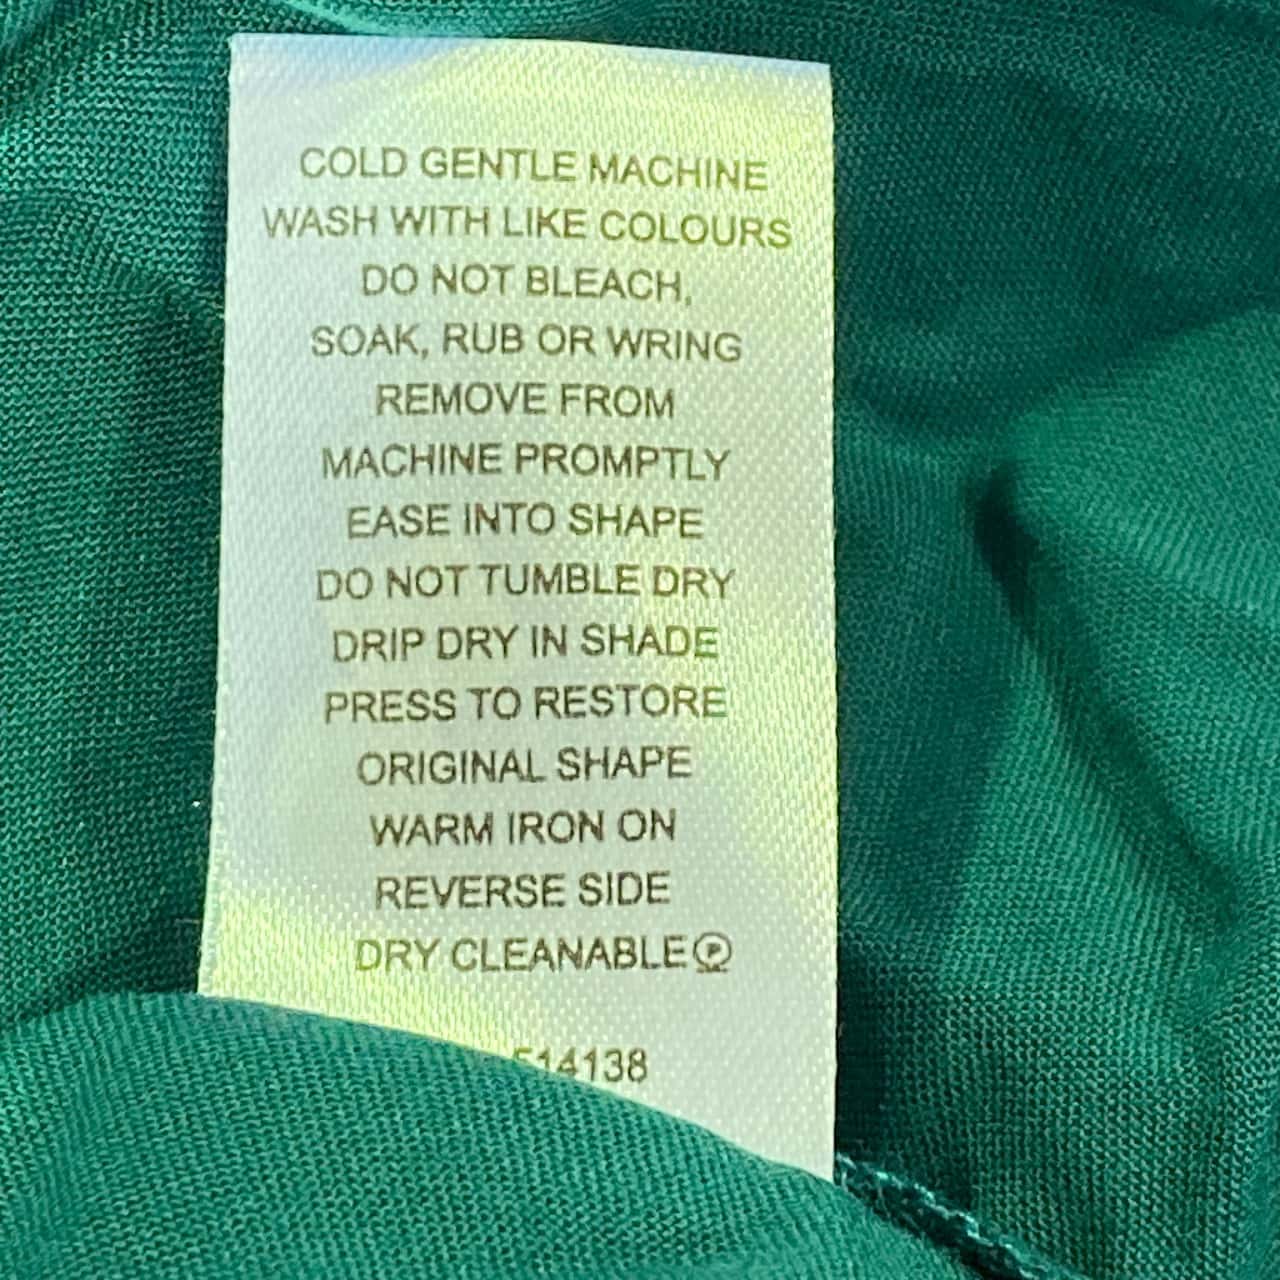 COLD GENTLE MACHINE
WASH WITH LIKE COLOURS
DO NOT BLEACH,
SOAK, RUB OR WRING
REMOVE FROM
MACHINE PROMPTLY
EASE INTO SHAPE
DO NOT TUMBLE DRY
DRIP DRY IN SHADE
PRESS TO RESTORE
ORIGINAL SHAPE
WARM IRON ON
REVERSE SIDE
DRY CLEANABLE Ⓟ
514138